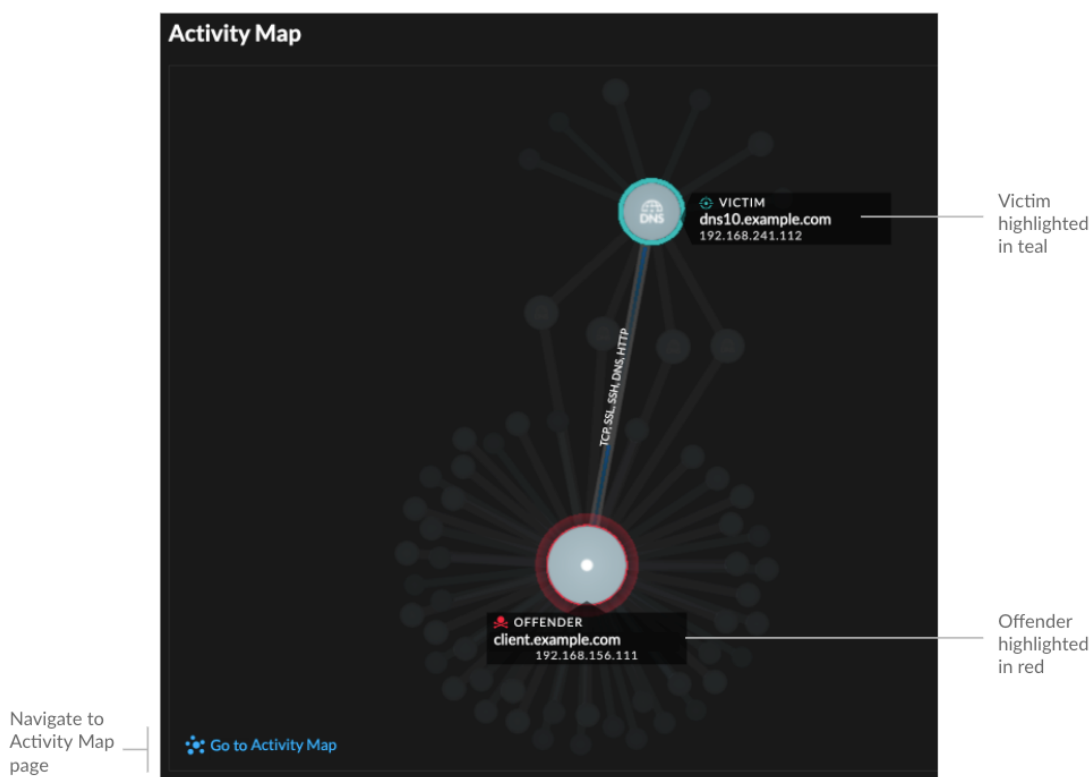 Activity Map
DNS
VICTIM
dns10.example.com
192.168.241.112
Victim
highlighted
in teal
TCP, SSL, SSH, DNS, HTTP
OFFENDER
client.example.com
192.168.156.111
Offender
highlighted
in red
Navigate to
Activity Map
page
Go to Activity Map